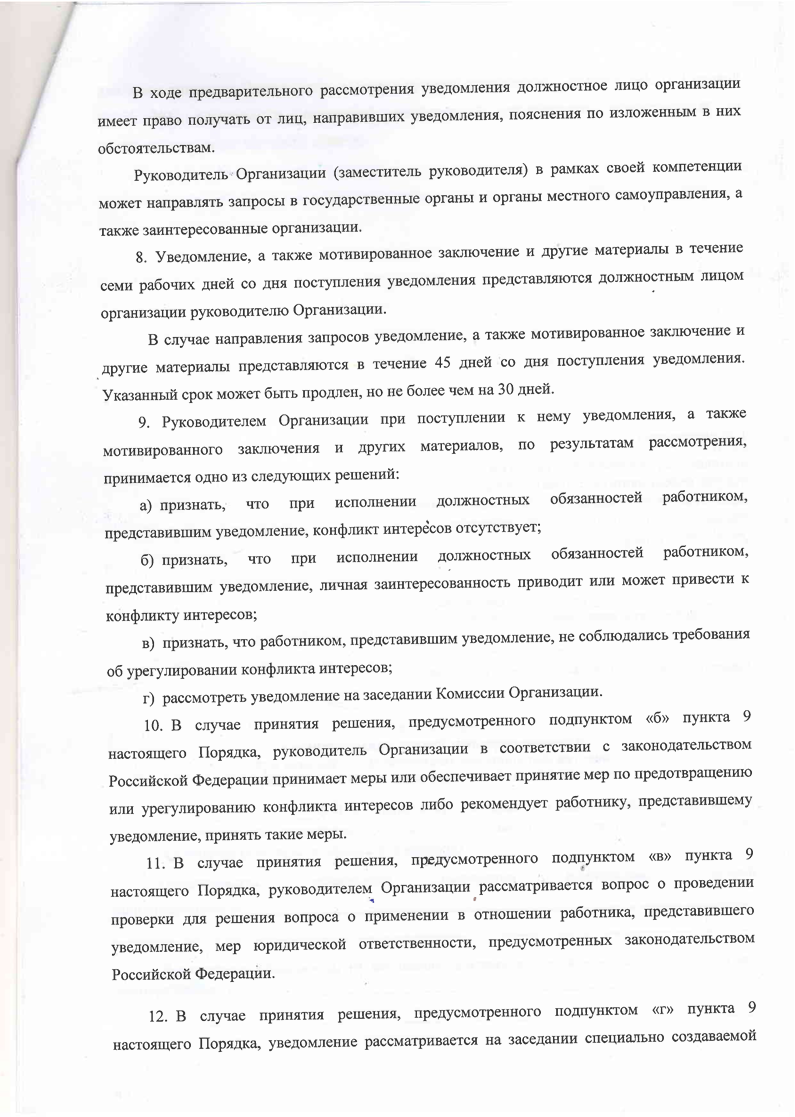 В ходе предварительного рассмотрения уведомления должностное лицо организации
имеет право получать от лиц, направивших уведомления, пояснения по изложенным в них
обстоятельствам.
Руководитель Организации (заместитель руководителя) в рамках своей компетенции
может направлять запросы в государственные органы и органы местного самоуправления, а
также заинтересованные организации.
8. Уведомление, а также мотивированное заключение и другие материалы в течение
семи рабочих дней со дня поступления уведомления представляются должностным лицом
организации руководителю Организации.
В случае направления запросов уведомление, а также мотивированное заключение и
другие материалы представляются в течение 45 дней со дня поступления уведомления.
Указанный срок может быть продлен, но не более чем на 30 дней.
9. Руководителем Организации при поступлении к нему уведомления, а также
мотивированного заключения и других материалов, по результатам рассмотрения,
принимается одно из следующих решений:
а) признать, что при исполнении должностных обязанностей работником,
представившим уведомление, конфликт интересов отсутствует;
б) признать, что при исполнении должностных обязанностей работником,
представившим уведомление, личная заинтересованность приводит или может привести к
конфликту интересов;
в) признать, что работником, представившим уведомление, не соблюдались требования
об урегулировании конфликта интересов;
г) рассмотреть уведомление на заседании Комиссии Организации.
10. В случае принятия решения, предусмотренного подпунктом «б» пункта 9
настоящего Порядка, руководитель Организации в соответствии с законодательством
Российской Федерации принимает меры или обеспечивает принятие мер по предотвращению
или урегулированию конфликта интересов либо рекомендует работнику, представившему
уведомление, принять такие меры.
11. В случае принятия решения, предусмотренного подпунктом «в» пункта 9
настоящего Порядка, руководителем Организации рассматривается вопрос о проведении
проверки для решения вопроса о применении в отношении работника, представившего
уведомление, мер юридической ответственности, предусмотренных законодательством
Российской Федерации.
12. В случае принятия решения, предусмотренного подпунктом «г» пункта 9
настоящего Порядка, уведомление рассматривается на заседании специально создаваемой